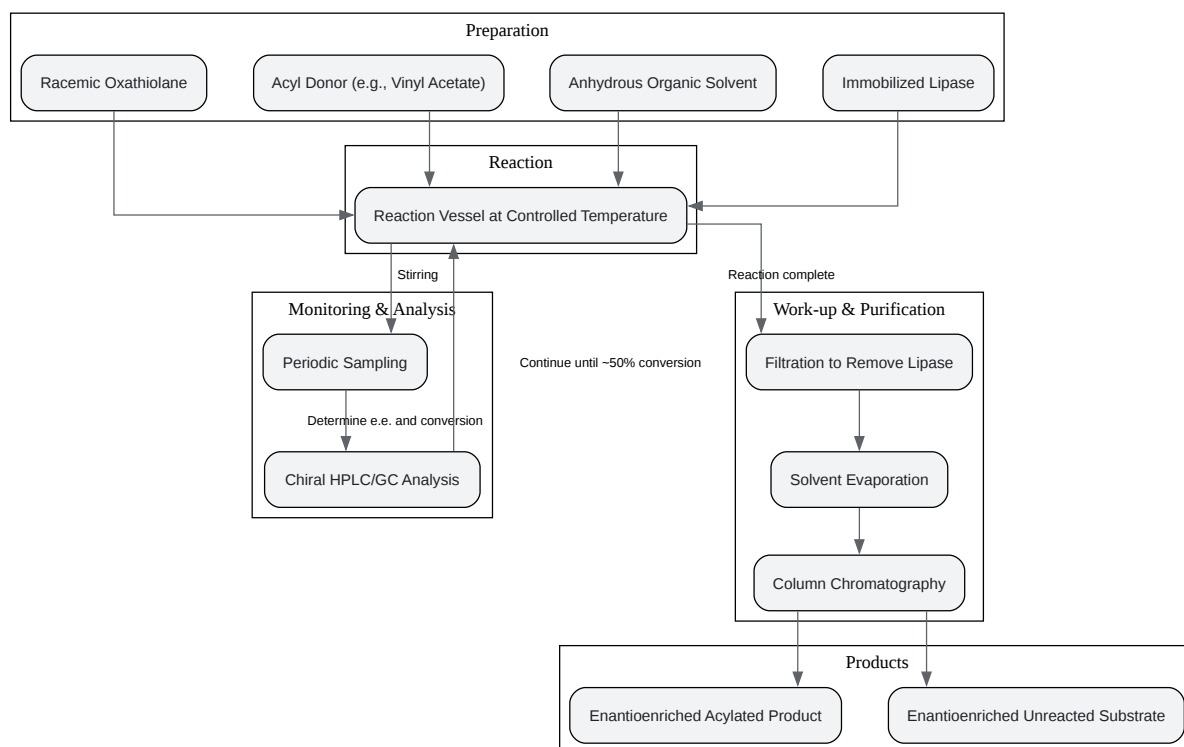 Preparation
Racemic Oxathiolane
Acyl Donor (e.g., Vinyl Acetate)
Anhydrous Organic Solvent
Immobilized Lipase
Reaction
Reaction Vessel at Controlled Temperature
Stirring
Reaction complete
Monitoring & Analysis
Work-up & Purification
Periodic Sampling
Continue until ~50% conversion
Filtration to Remove Lipase
Determine e.e. and conversion
Chiral HPLC/GC Analysis
Solvent Evaporation
Column Chromatography
Products
Enantioenriched Acylated Product
Enantioenriched Unreacted Substrate